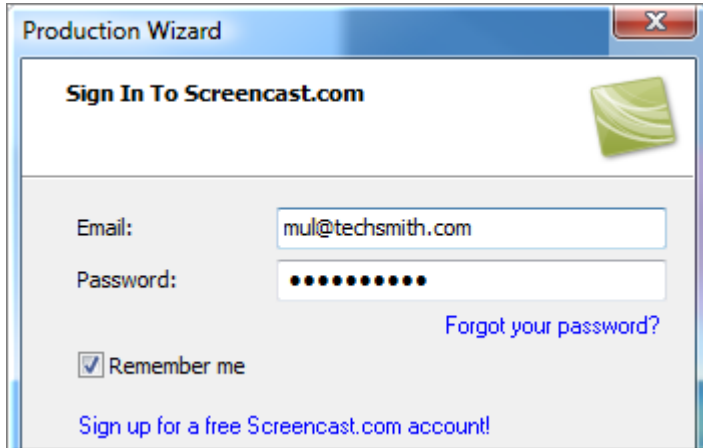 Production Wizard
Sign In To Screencast.com
Email: mul@techsmith.com
Password: ●●●●●●●●●●
Forgot your password?
Remember me
Sign up for a free Screencast.com account!